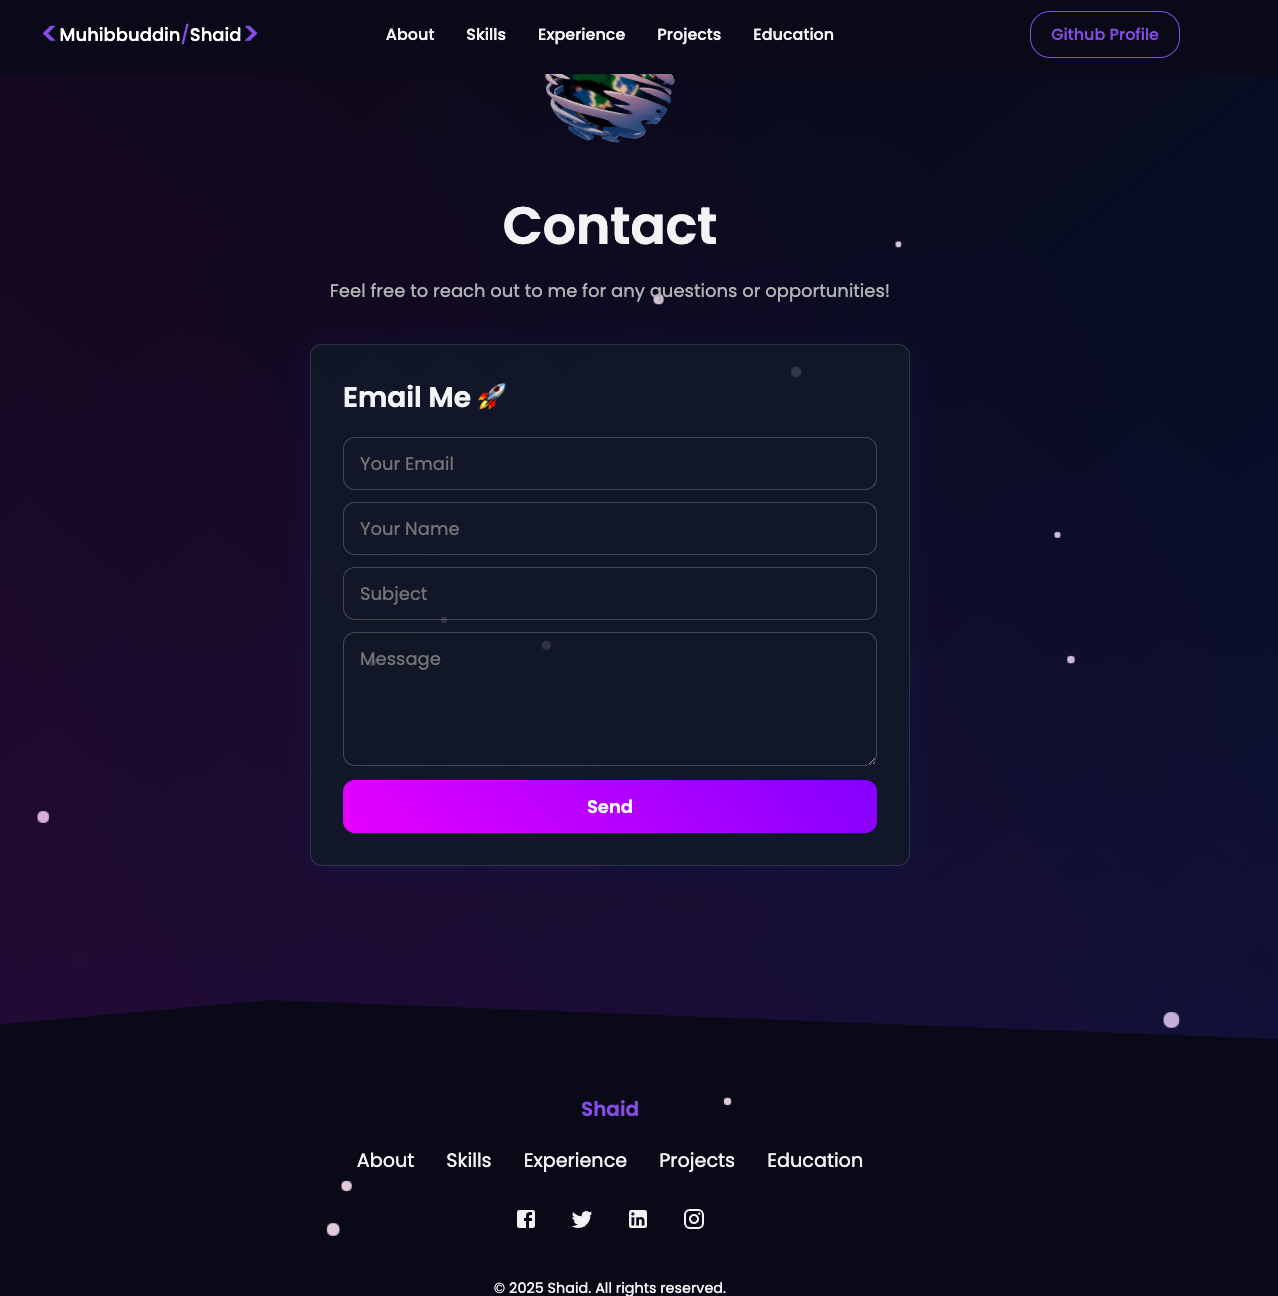 <Muhibbuddin/Shaid>
About Skills Experience Projects Education
Github Profile
Contact
Feel free to reach out to me for any questions or opportunities!
Email Me 🚀
Your Email
Your Name
Subject
Message
Send
Shaid
About Skills Experience Projects Education
© 2025 Shaid. All rights reserved.